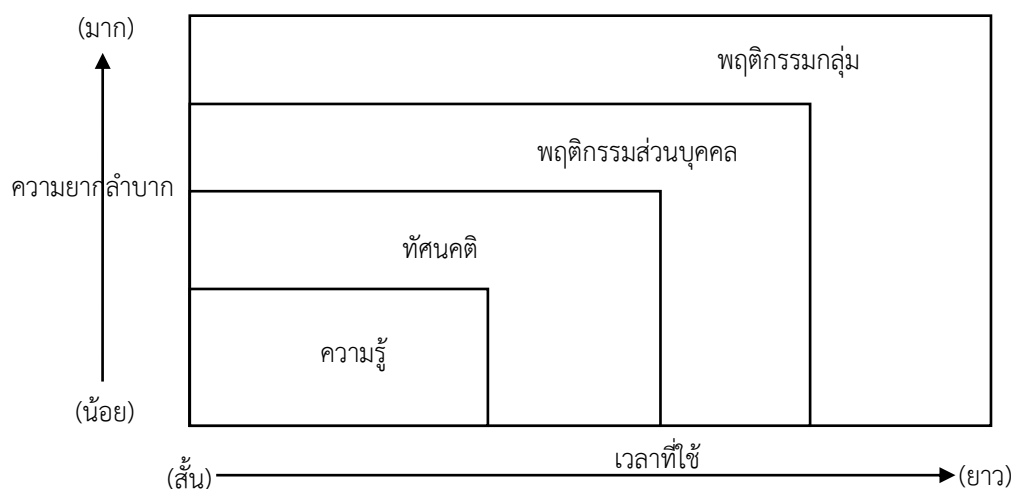 (มาก)
พฤติกรรมกลุ่ม
พฤติกรรมส่วนบุคคล
ความยากลำบาก
ทัศนคติ
ความรู้
(น้อย)
เวลาที่ใช้
(สั้น)
(ยาว)